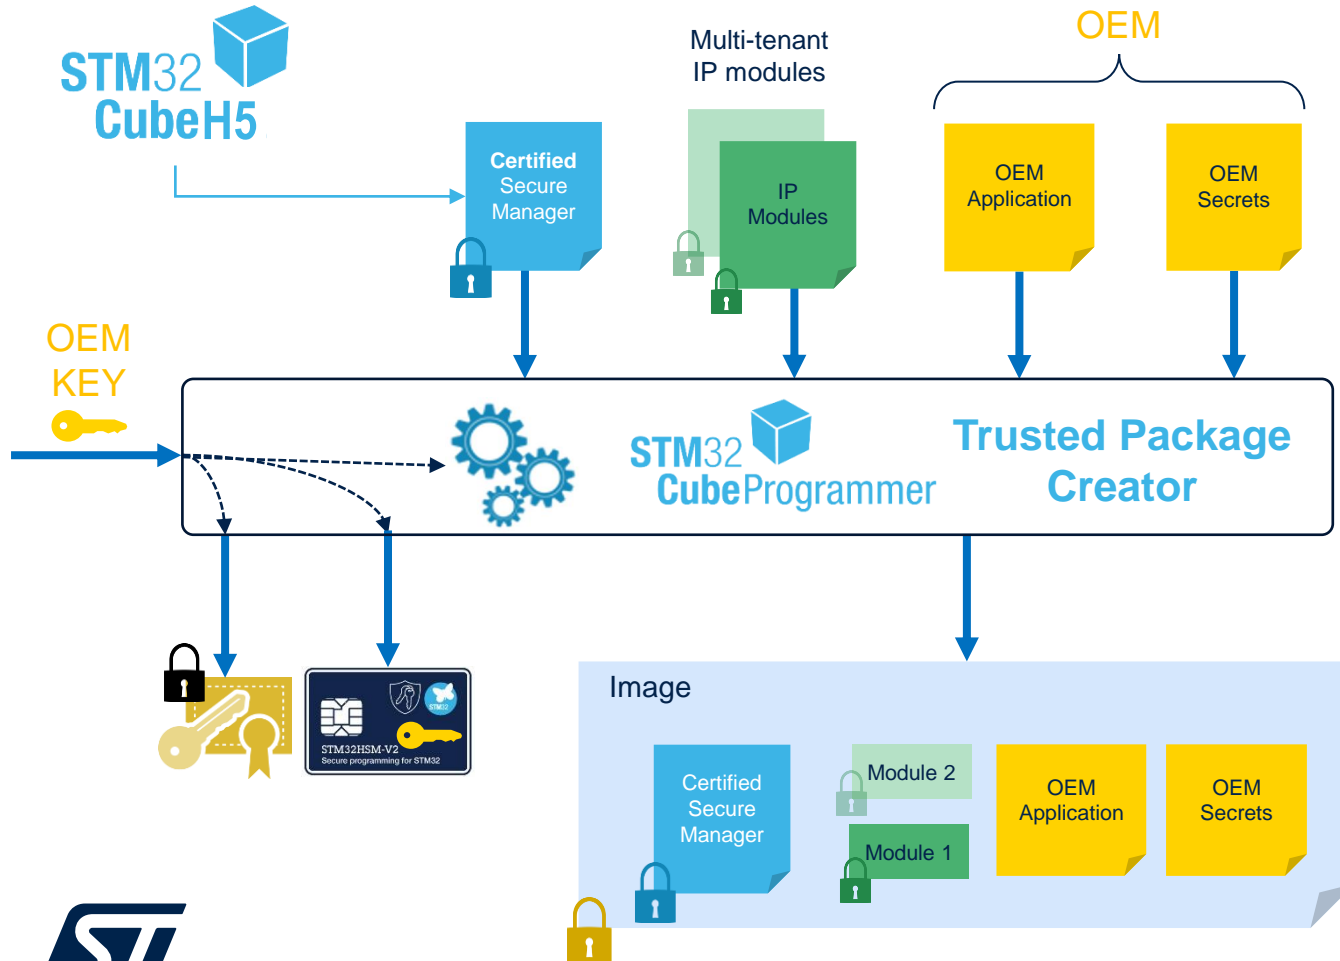 STM32
CubeH5
Multi-tenant
IP modules
OEM
Certified
Secure
Manager
IP
Modules
OEM
Application
OEM
Secrets
OEM
KEY
STM32
CubeProgrammer
Trusted Package
Creator
STM32
STM32HSM-V2
Secure programming for STM32
Image
Certified
Secure
Manager
Module 2
Module 1
OEM
Application
OEM
Secrets
ST